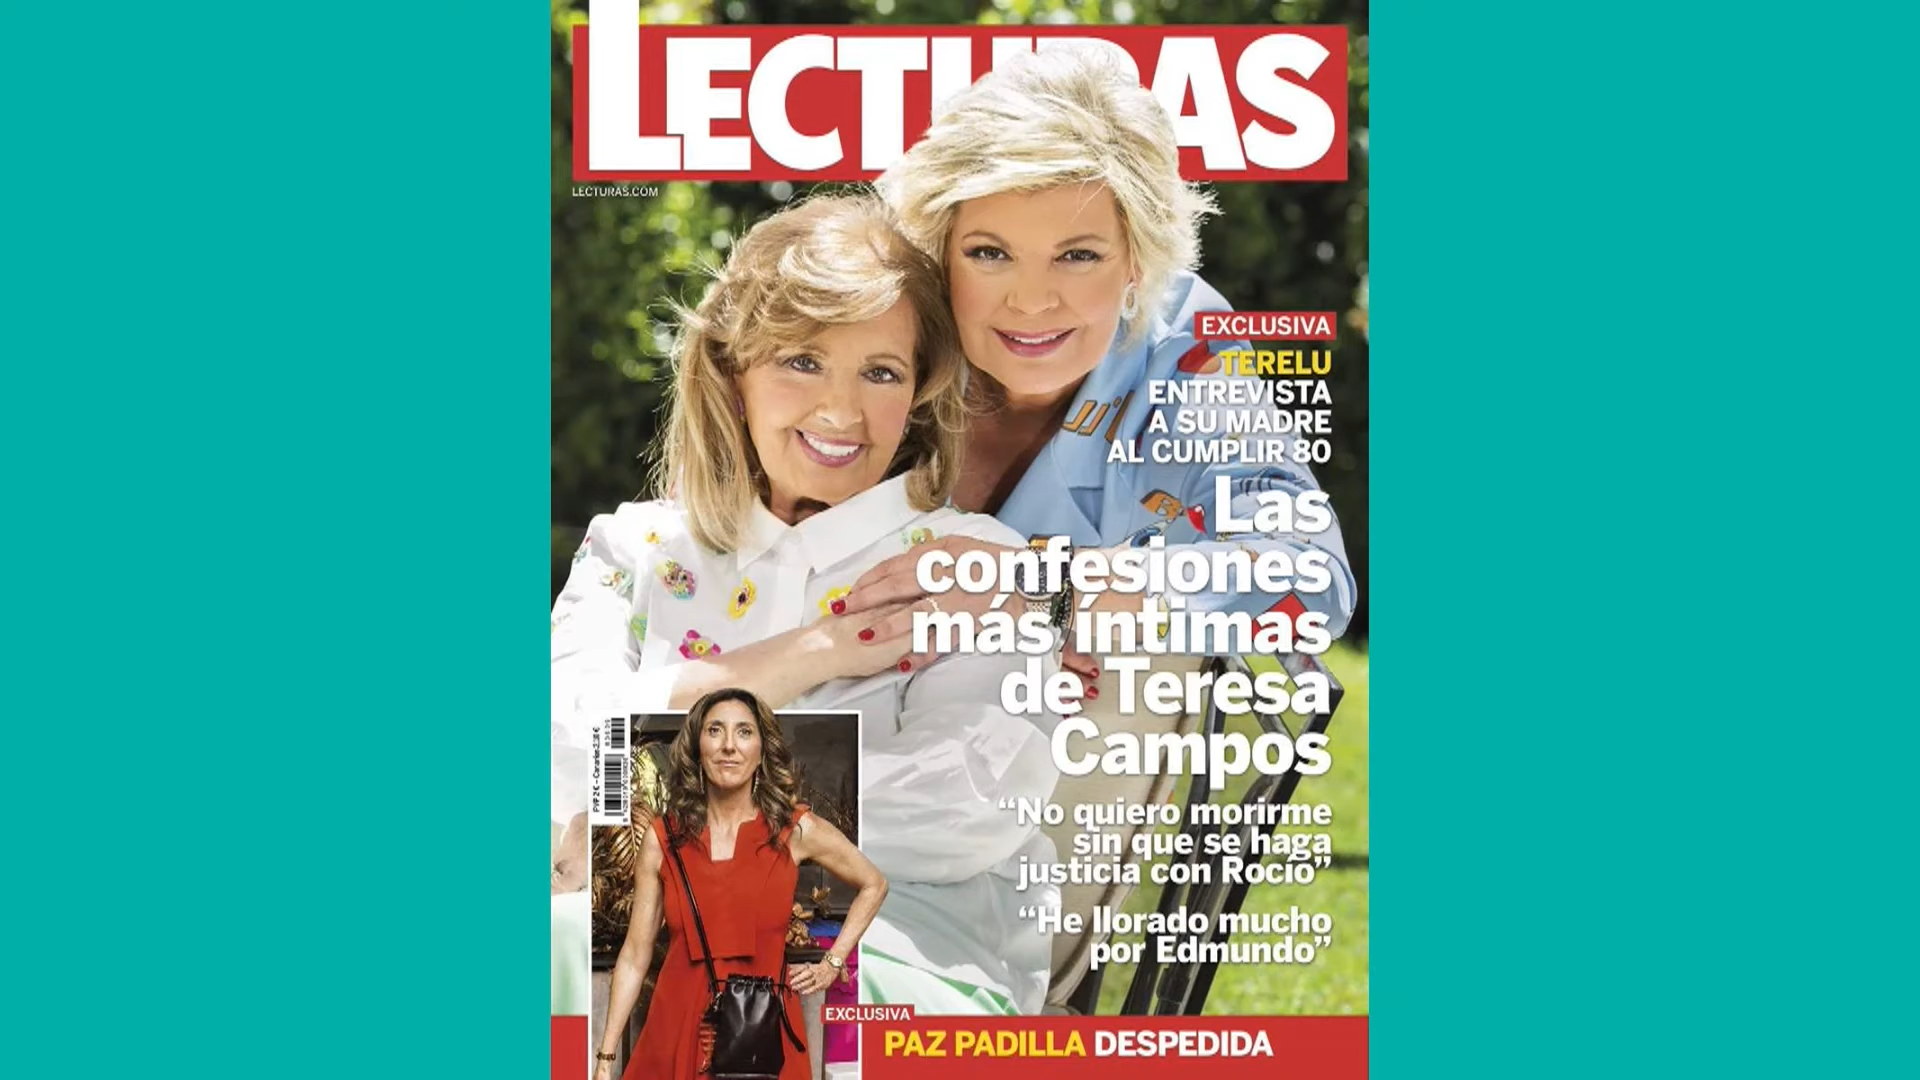 LECTURAS
LECTURAS.COM
EXCLUSIVA
TERELU
ENTREVISTA
A SU MADRE
AL CUMPLIR 80
Las
confesiones
más íntimas
de Teresa
Campos
“No quiero morirme
sin que se haga
justicia con Rocío”
“He llorado mucho
por Edmundo”
EXCLUSIVA
PAZ PADILLA DESPEDIDA